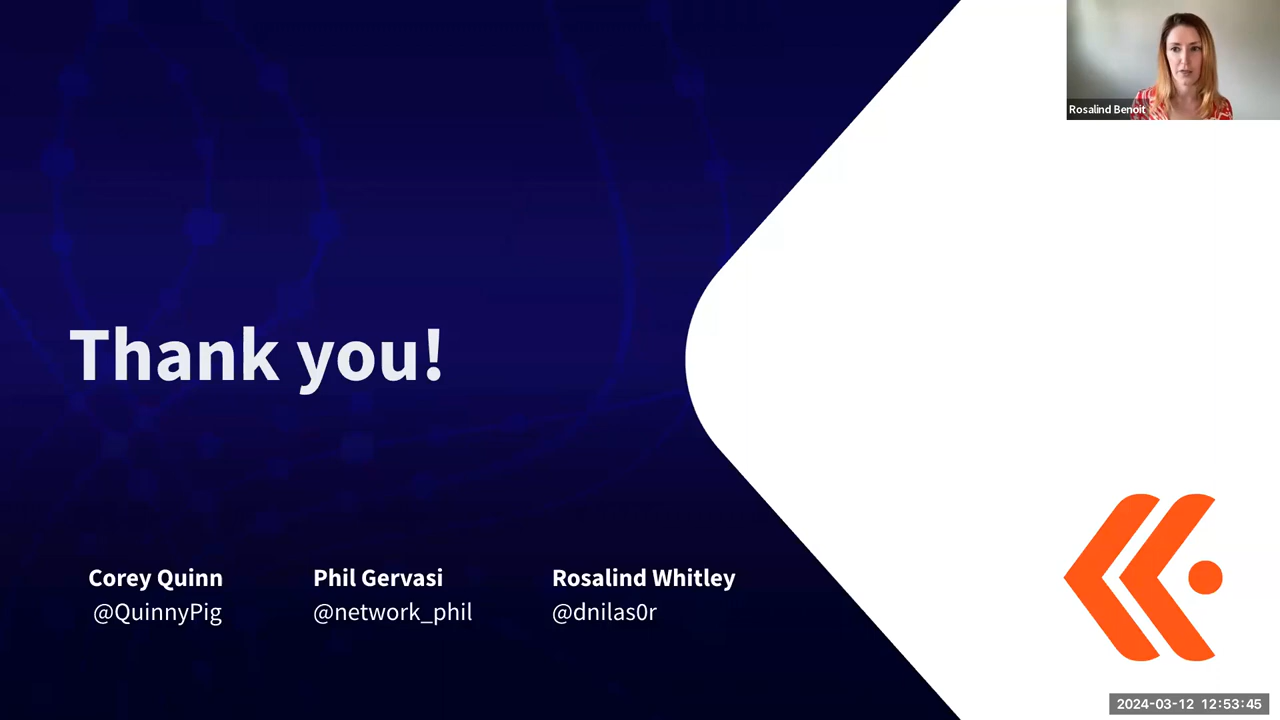 Rosalind Benoit
Thank you!
Corey Quinn
@QuinnyPig
Phil Gervasi
@network_phil
Rosalind Whitley
@dnilas0r
2024-03-12 12:53:45